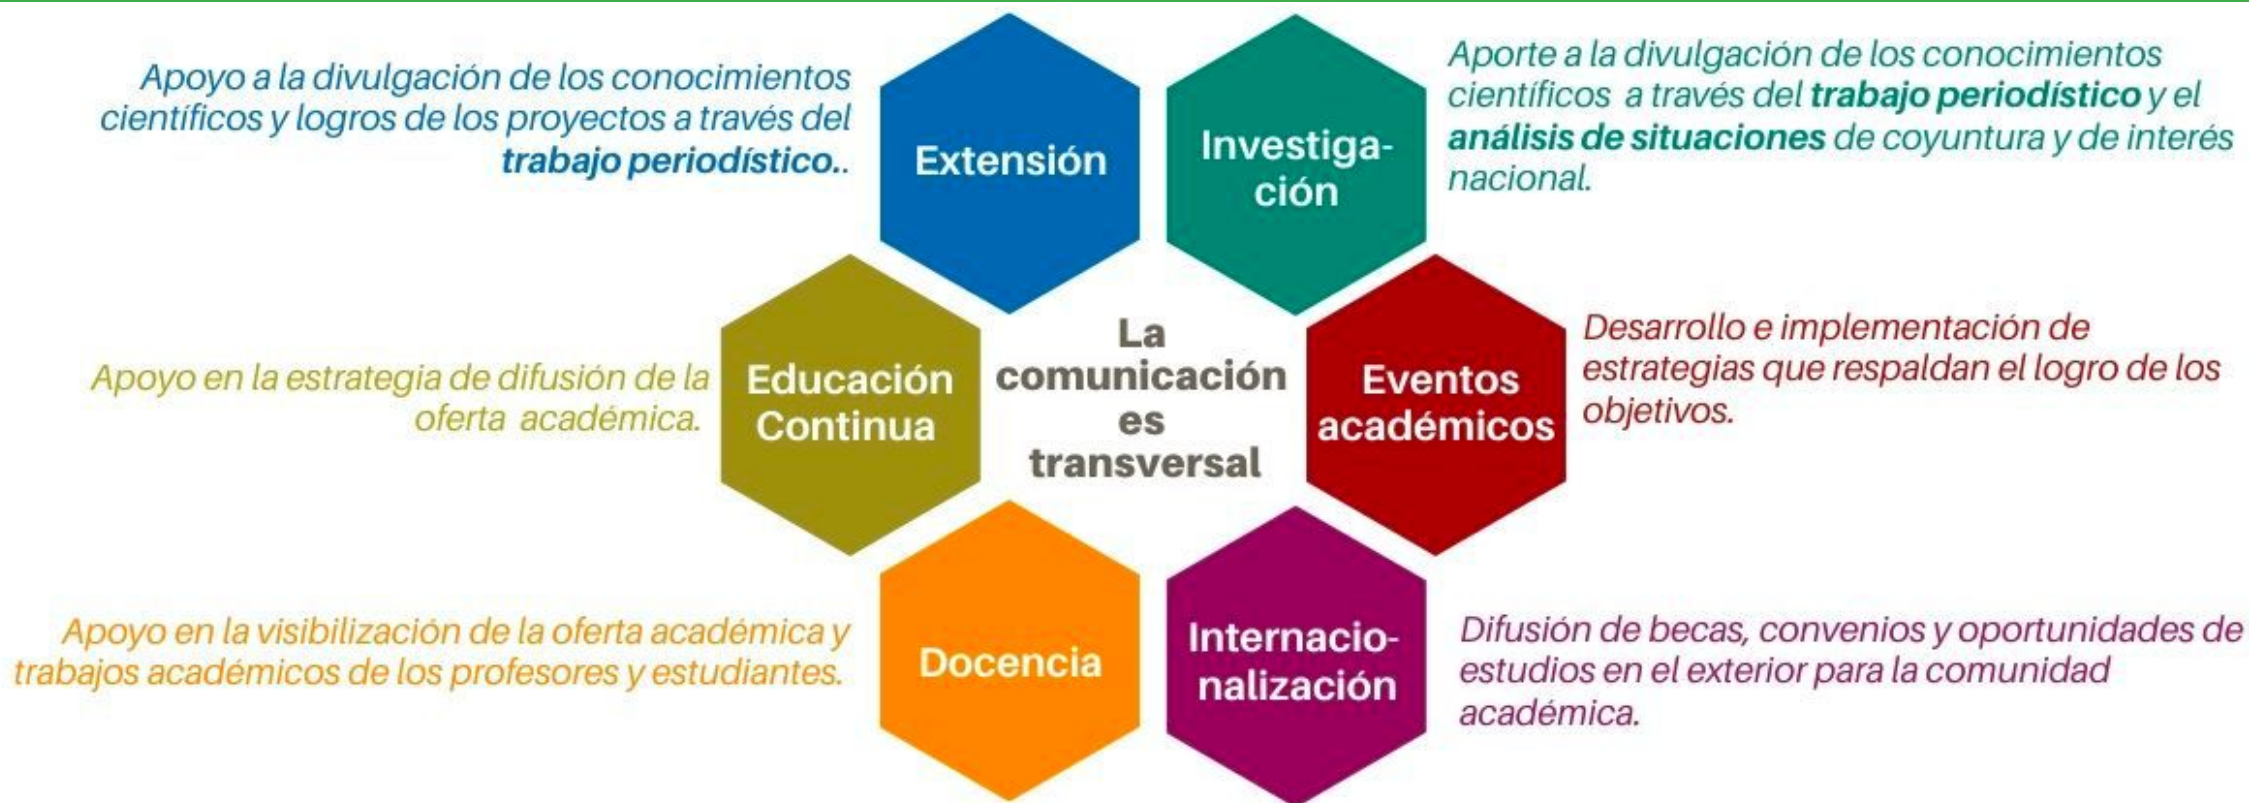 Apoyo a la divulgación de los conocimientos
científicos y logros de los proyectos a través del
trabajo periodístico..
Extensión
Investiga-
ción
Aporte a la divulgación de los conocimientos
científicos a través del trabajo periodístico y el
análisis de situaciones de coyuntura y de interés
nacional.
Apoyo en la estrategia de difusión de la
oferta académica.
Educación
Continua
La
comunicación
es
transversal
Eventos
académicos
Desarrollo e implementación de
estrategias que respaldan el logro de los
objetivos.
Apoyo en la visibilización de la oferta académica y
trabajos académicos de los profesores y estudiantes.
Docencia
Internacio-
nalización
Difusión de becas, convenios y oportunidades de
estudios en el exterior para la comunidad
académica.